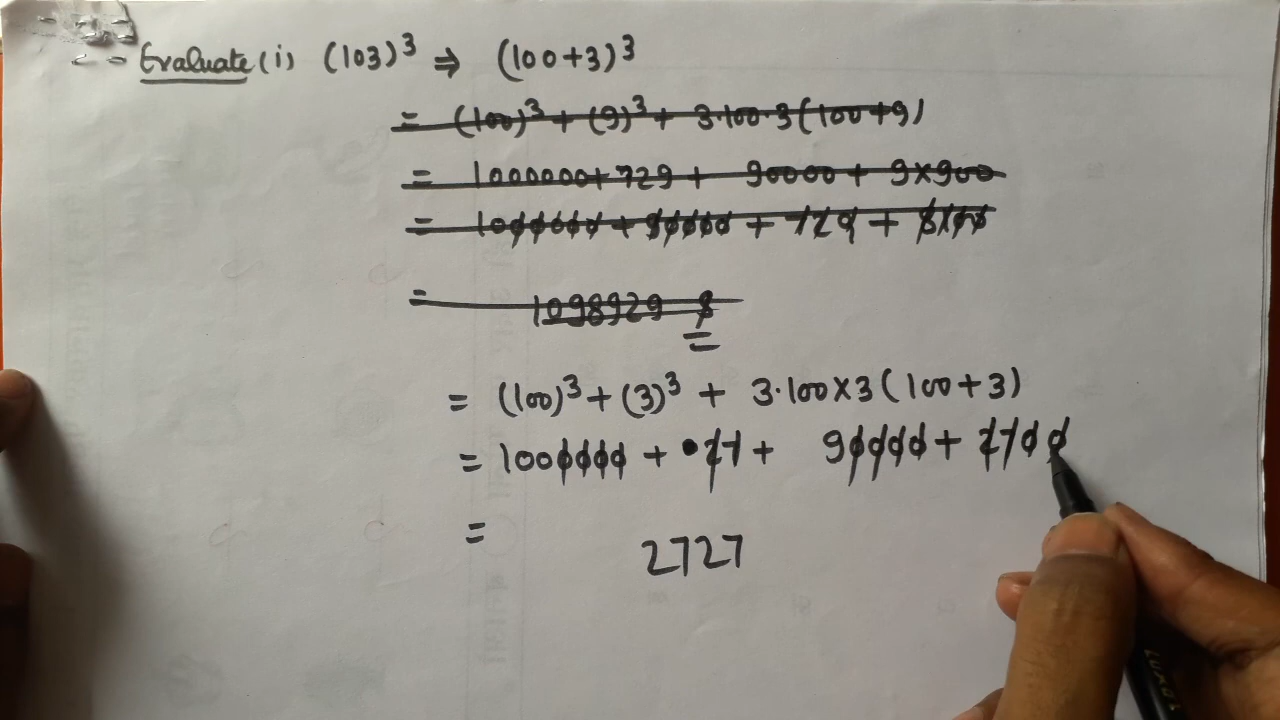 Evaluate (i) (103)³ ⇒ (100+3)³
= (100)³ + (9)³ + 3·100·3(100+9)
= 1000000+729 + 90000 + 9×900
= 1000000 + 90000 + 729 + 8100
= 1098929 8
= (100)³ + (3)³ + 3·100×3(100+3)
= 1000000 + 27 + 90000 + 2700
= 2727
LUXOR